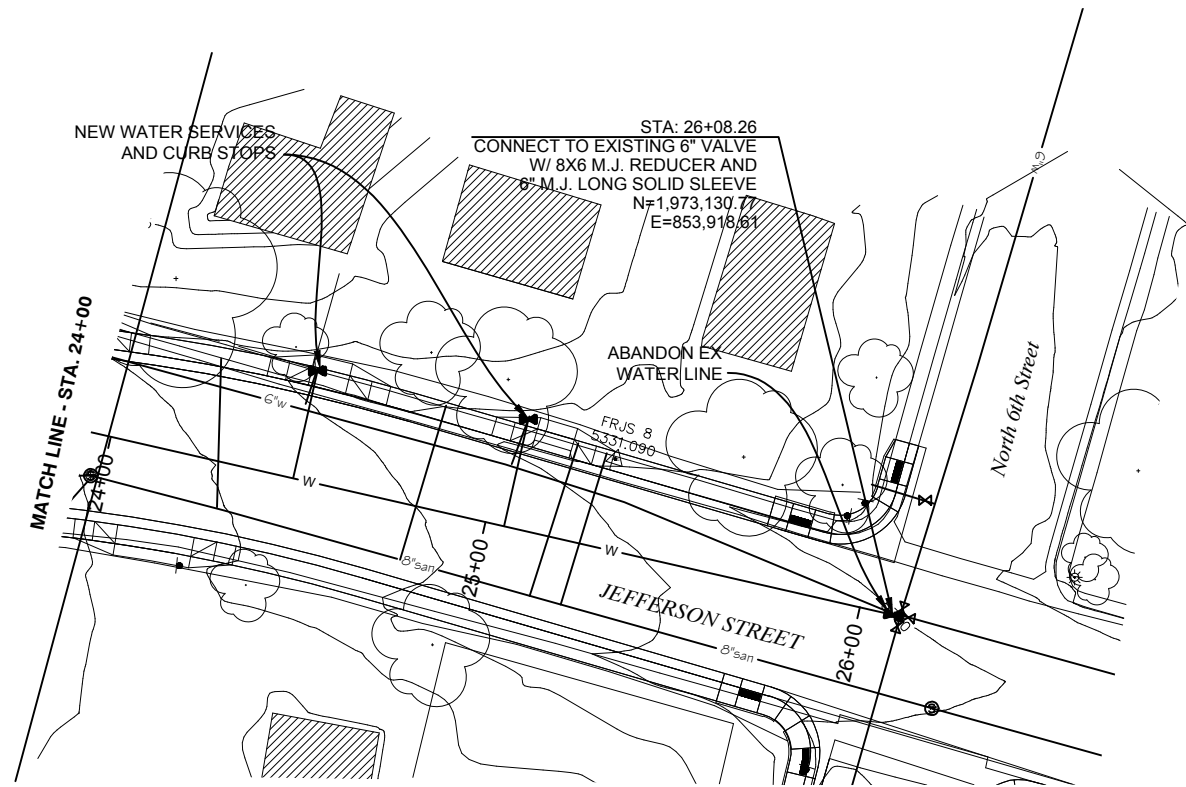 NEW WATER SERVICES
AND CURB STOPS
STA: 26+08.26
CONNECT TO EXISTING 6" VALVE
W/ 8X6 M.J. REDUCER AND
6" M.J. LONG SOLID SLEEVE
N=1,973,130.77
E=853,918.61
6"w
MATCH LINE - STA. 24+00
ABANDON EX
WATER LINE
North 6th Street
6"w
FRJS 8
5331.090
24+00
W
W
8"san
25+00
JEFFERSON STREET
8"san
26+00